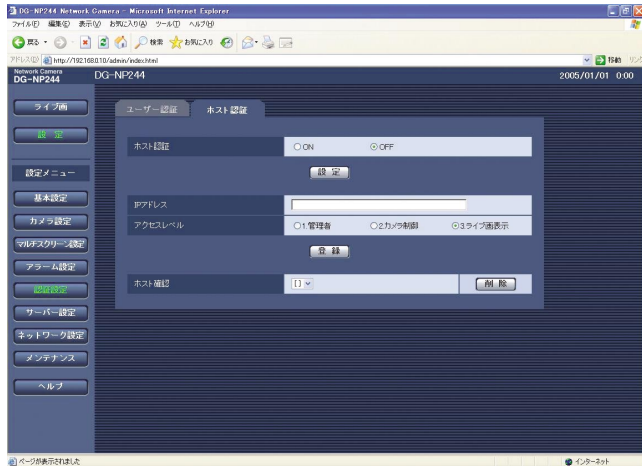 DG-NP244 Network Camera - Microsoft Internet Explorer
ファイル(F) 編集(E) 表示(V) お気に入り(A) ツール(T) ヘルプ(H)
戻る 検索 お気に入り
アドレス(D) http://192.168.0.10/admin/index.html 移動
Network Camera
DG-NP244
DG-NP244
2005/01/01 0:00
ライブ画
設 定
設定メニュー
基本設定
カメラ設定
マルチスクリーン設定
アラーム設定
認証設定
サーバー設定
ネットワーク設定
メンテナンス
ヘルプ
ユーザー認証 ホスト認証
ホスト認証 ON OFF
設 定
IPアドレス
アクセスレベル 1.管理者 2.カメラ制御 3.ライブ画表示
登 録
ホスト確認 [] 削 除
ページが表示されました インターネット